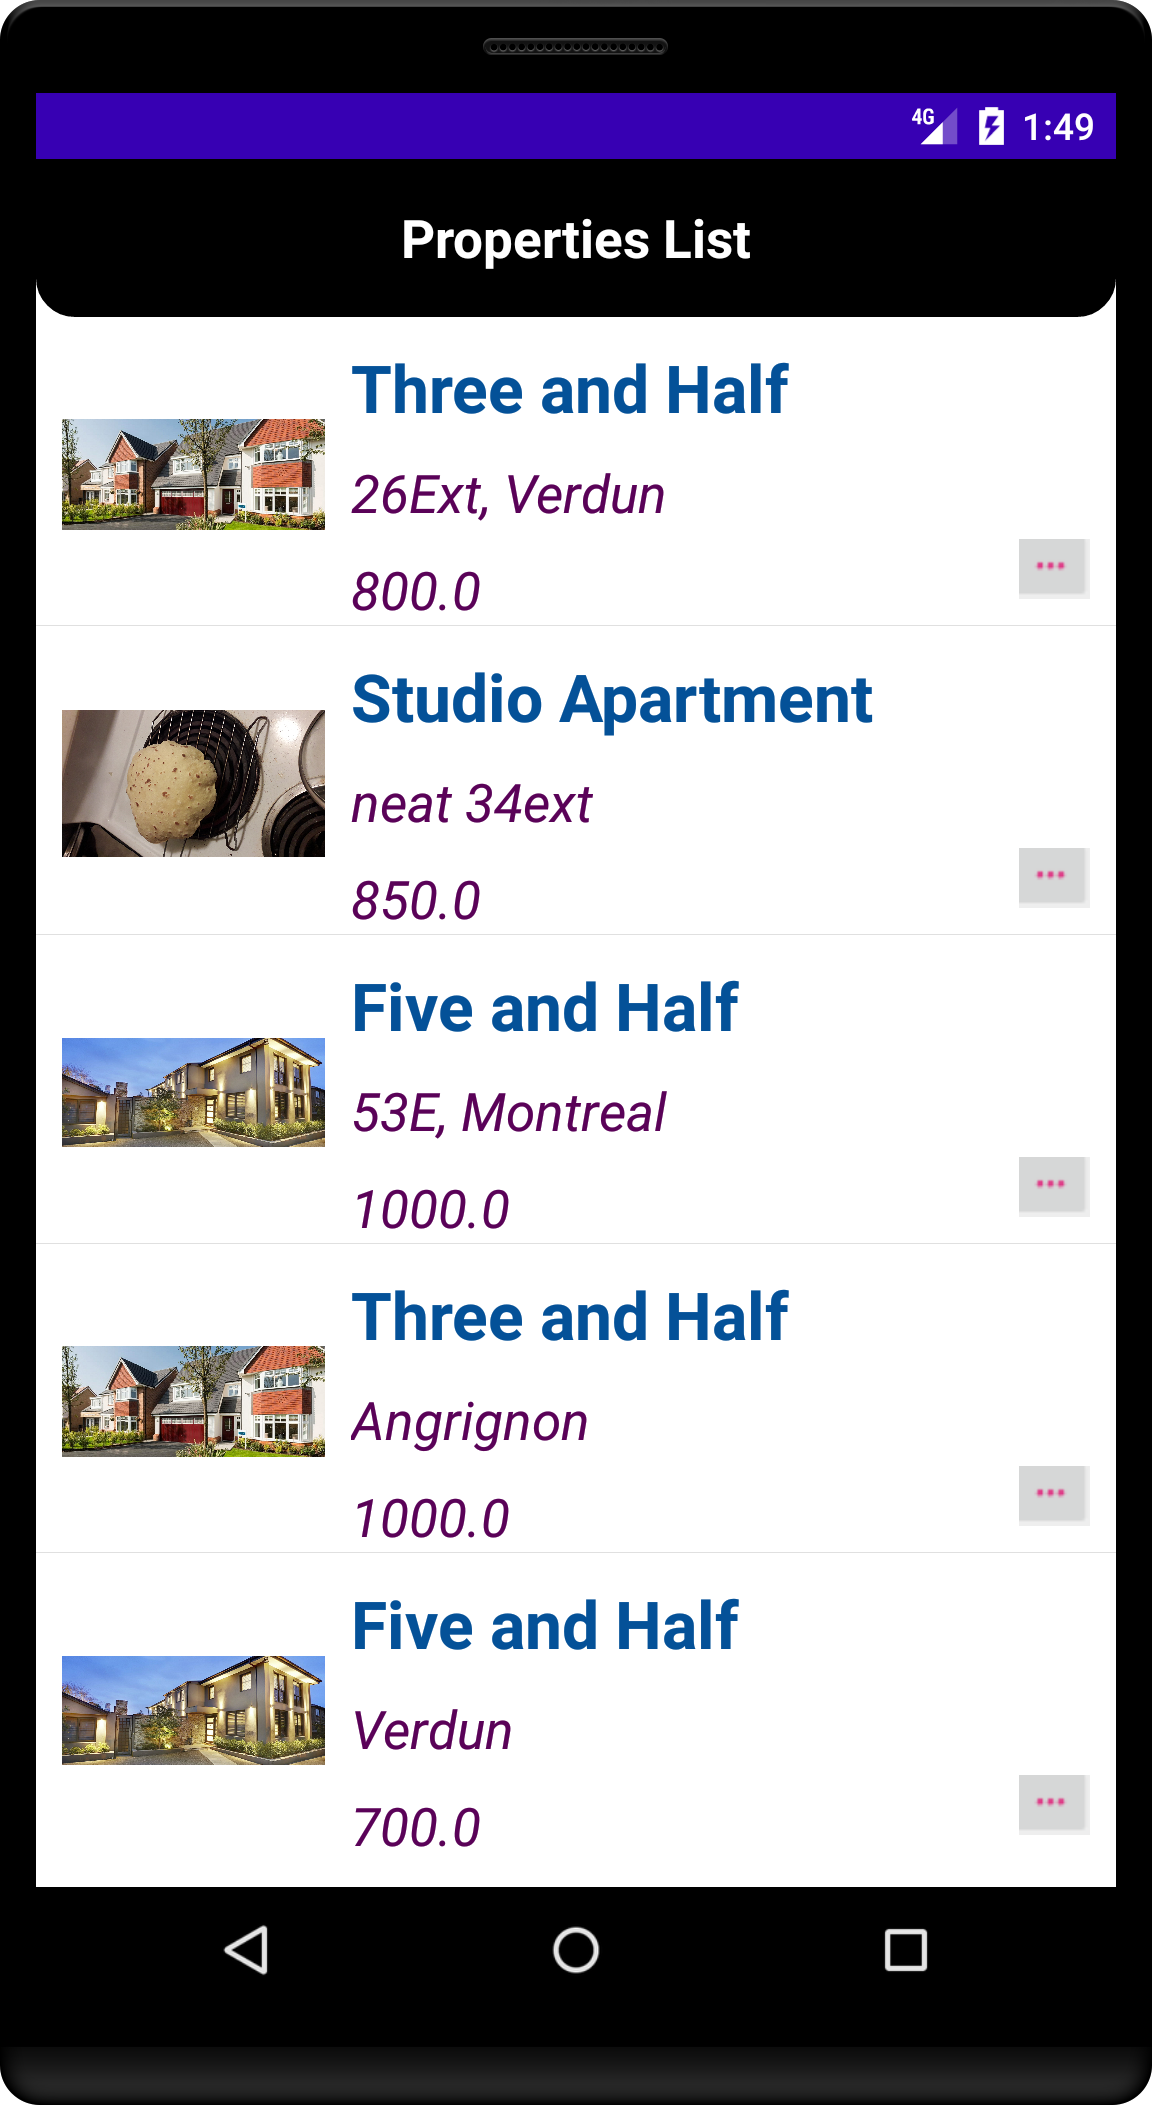 4G 1:49
Properties List
Three and Half
26Ext, Verdun
800.0
Studio Apartment
neat 34ext
850.0
Five and Half
53E, Montreal
1000.0
Three and Half
Angrignon
1000.0
Five and Half
Verdun
700.0